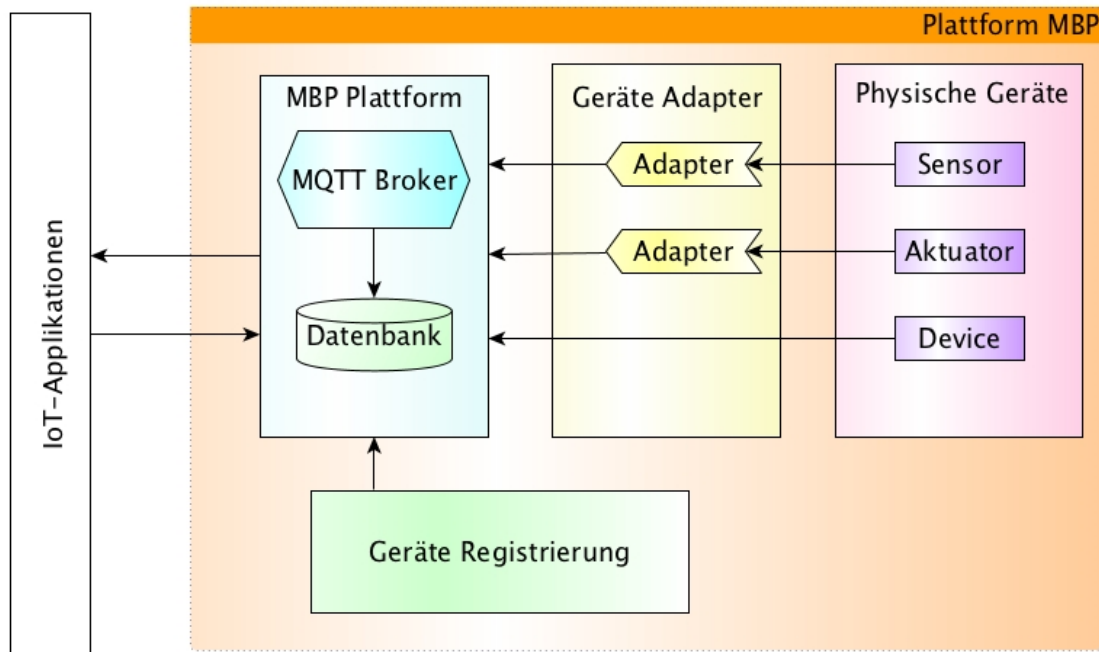 Plattform MBP
IoT-Applikationen
MBP Plattform
MQTT Broker
Datenbank
Geräte Adapter
Adapter
Adapter
Physische Geräte
Sensor
Aktuator
Device
Geräte Registrierung